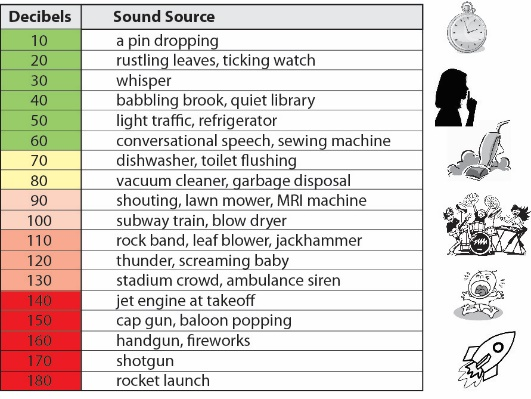 Decibels Sound Source
10 a pin dropping
20 rustling leaves, ticking watch
30 whisper
40 babbling brook, quiet library
50 light traffic, refrigerator
60 conversational speech, sewing machine
70 dishwasher, toilet flushing
80 vacuum cleaner, garbage disposal
90 shouting, lawn mower, MRI machine
100 subway train, blow dryer
110 rock band, leaf blower, jackhammer
120 thunder, screaming baby
130 stadium crowd, ambulance siren
140 jet engine at takeoff
150 cap gun, baloon popping
160 handgun, fireworks
170 shotgun
180 rocket launch